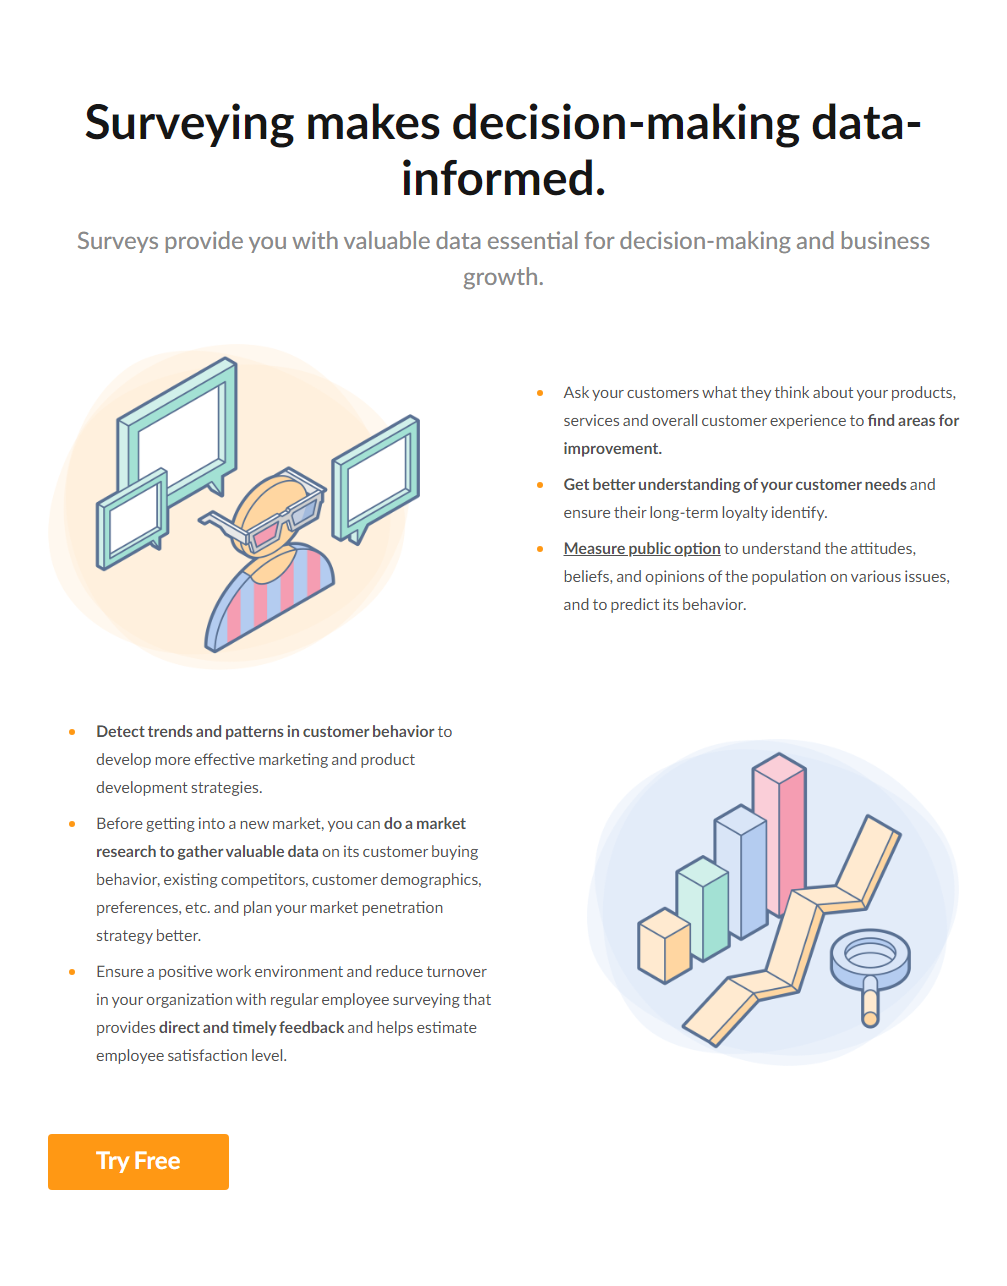 Surveying makes decision-making data-
informed.
Surveys provide you with valuable data essential for decision-making and business
growth.
Ask your customers what they think about your products,
services and overall customer experience to find areas for
improvement.
Get better understanding of your customer needs and
ensure their long-term loyalty identify.
Measure public option to understand the attitudes,
beliefs, and opinions of the population on various issues,
and to predict its behavior.
Detect trends and patterns in customer behavior to
develop more effective marketing and product
development strategies.
Before getting into a new market, you can do a market
research to gather valuable data on its customer buying
behavior, existing competitors, customer demographics,
preferences, etc. and plan your market penetration
strategy better.
Ensure a positive work environment and reduce turnover
in your organization with regular employee surveying that
provides direct and timely feedback and helps estimate
employee satisfaction level.
Try Free